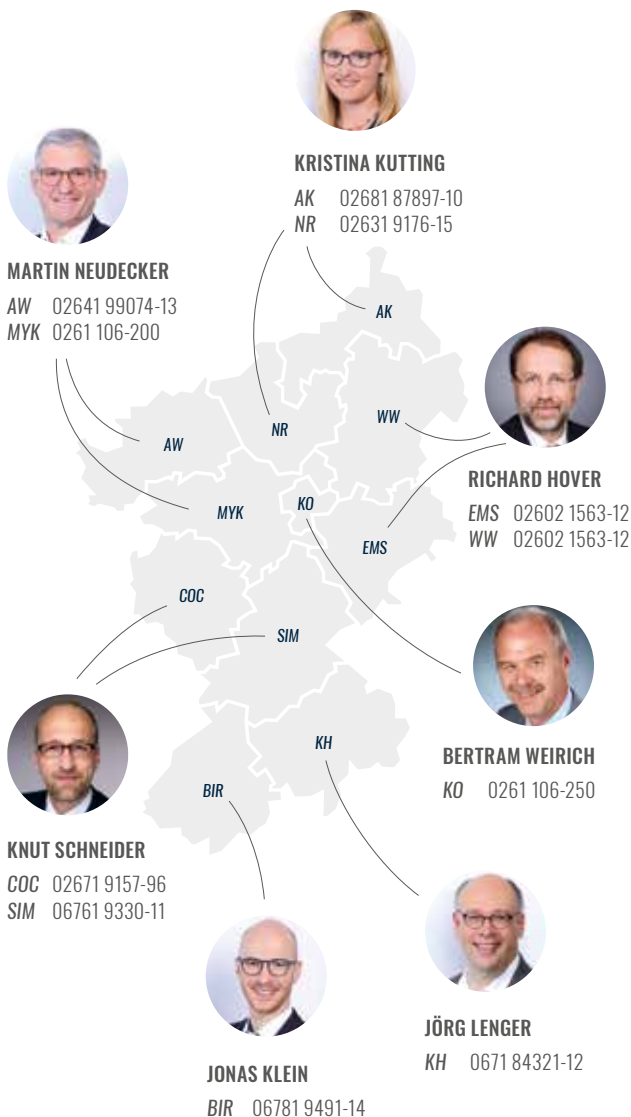 KRISTINA KUTTING
AK 02681 87897-10
NR 02631 9176-15
MARTIN NEUDECKER
AW 02641 99074-13
MYK 0261 106-200
AK
WW
NR
AW
RICHARD HOVER
EMS 02602 1563-12
WW 02602 1563-12
KO
MYK
EMS
COC
SIM
BERTRAM WEIRICH
KO 0261 106-250
KH
BIR
KNUT SCHNEIDER
COC 02671 9157-96
SIM 06761 9330-11
JÖRG LENGER
KH 0671 84321-12
JONAS KLEIN
BIR 06781 9491-14